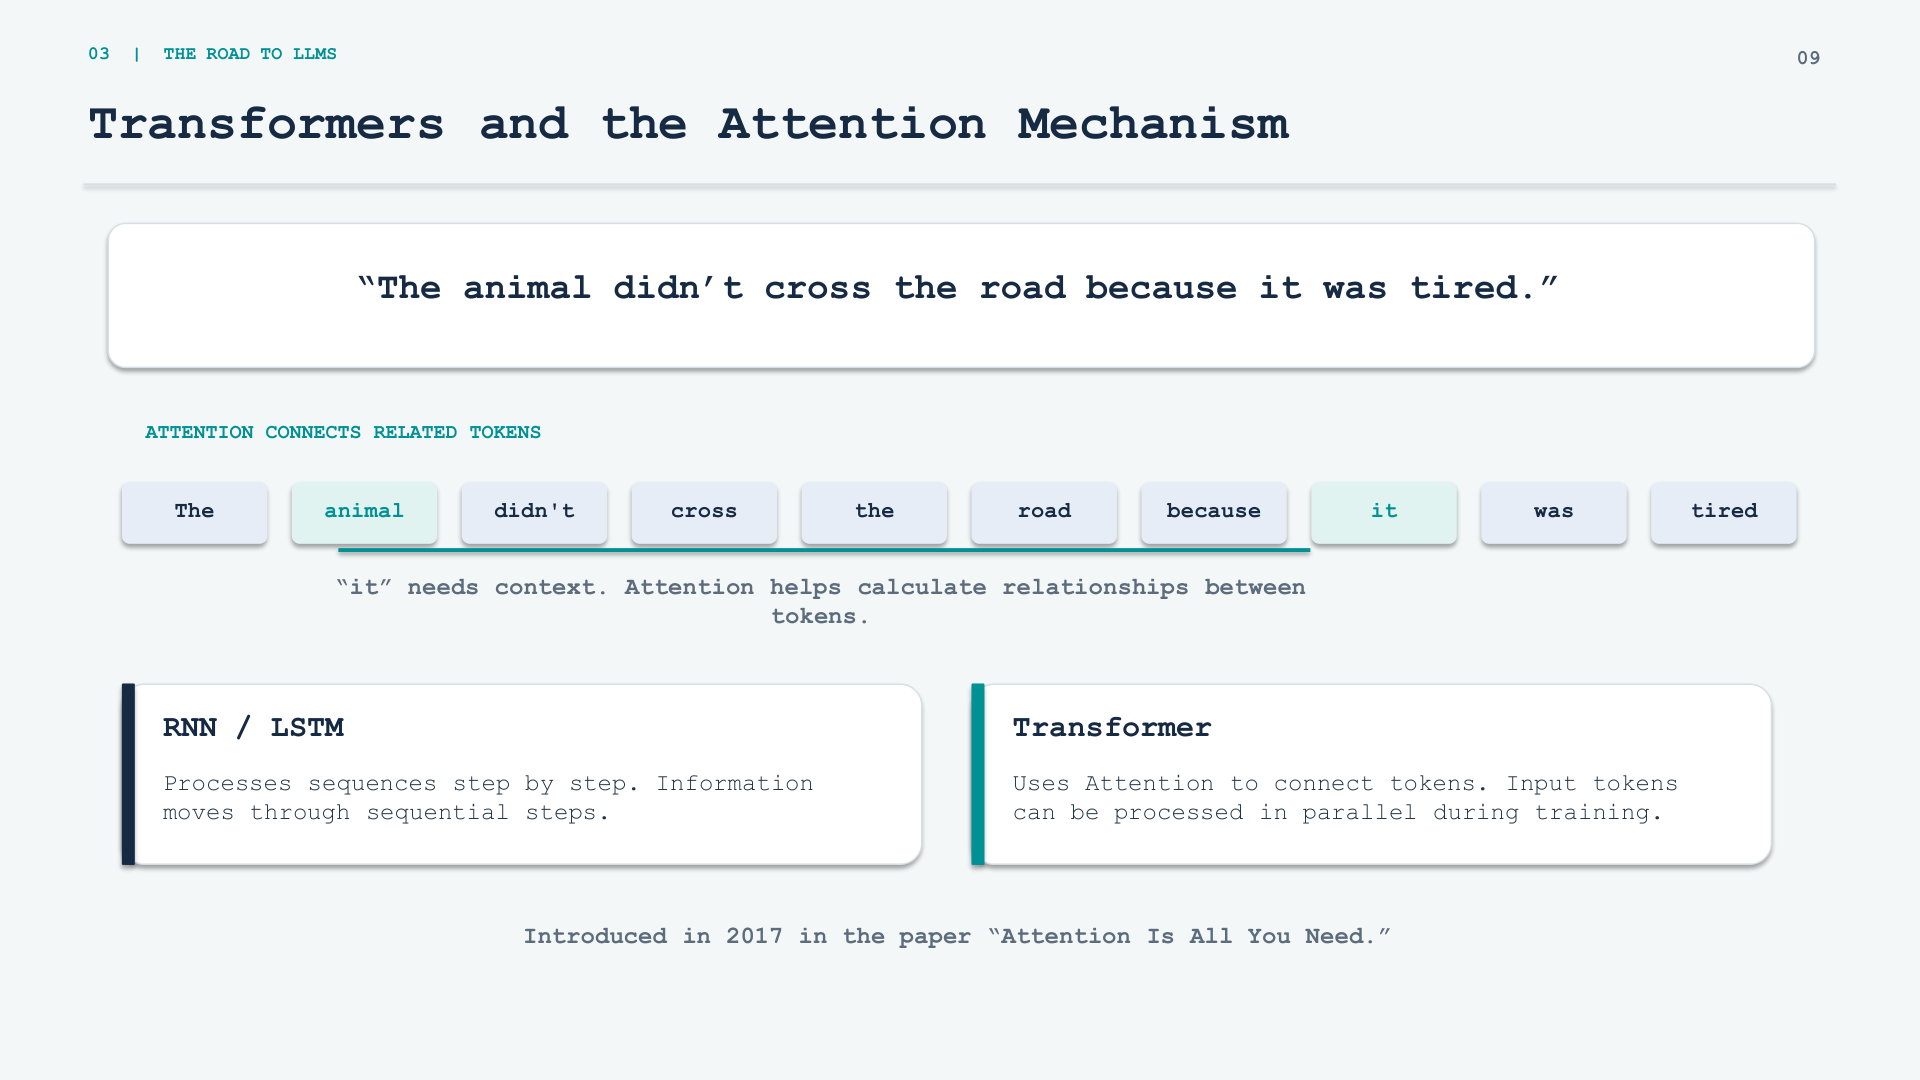 03 | THE ROAD TO LLMS
09
Transformers and the Attention Mechanism
“The animal didn’t cross the road because it was tired.”
ATTENTION CONNECTS RELATED TOKENS
The animal didn't cross the road because it was tired
“it” needs context. Attention helps calculate relationships between
tokens.
RNN / LSTM
Processes sequences step by step. Information
moves through sequential steps.
Transformer
Uses Attention to connect tokens. Input tokens
can be processed in parallel during training.
Introduced in 2017 in the paper “Attention Is All You Need.”